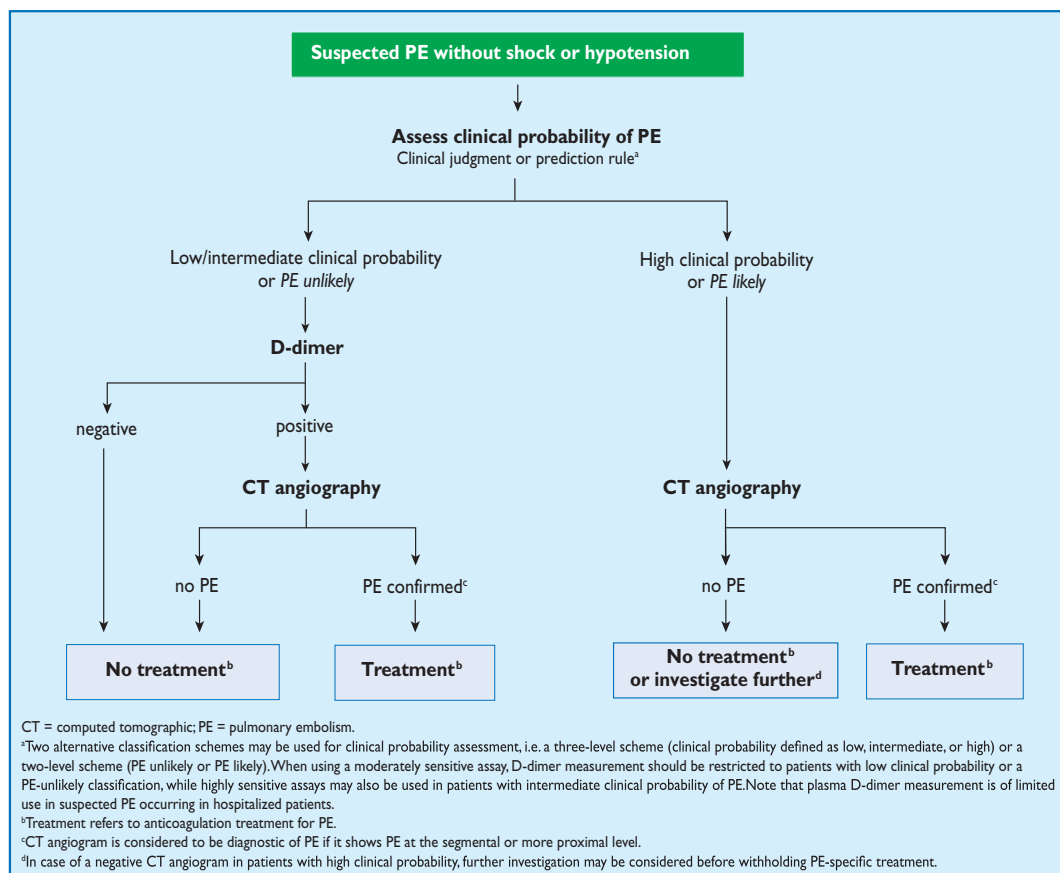 Suspected PE without shock or hypotension
Assess clinical probability of PE
Clinical judgment or prediction ruleᵃ
Low/intermediate clinical probability
or PE unlikely
High clinical probability
or PE likely
D-dimer
negative
positive
CT angiography
CT angiography
no PE
PE confirmedᶜ
no PE
PE confirmedᶜ
No treatmentᵇ
Treatmentᵇ
No treatmentᵇ
or investigate furtherᵈ
Treatmentᵇ
CT = computed tomographic; PE = pulmonary embolism.
ᵃTwo alternative classification schemes may be used for clinical probability assessment, i.e. a three-level scheme (clinical probability defined as low, intermediate, or high) or a
two-level scheme (PE unlikely or PE likely). When using a moderately sensitive assay, D-dimer measurement should be restricted to patients with low clinical probability or a
PE-unlikely classification, while highly sensitive assays may also be used in patients with intermediate clinical probability of PE. Note that plasma D-dimer measurement is of limited
use in suspected PE occurring in hospitalized patients.
ᵇTreatment refers to anticoagulation treatment for PE.
ᶜCT angiogram is considered to be diagnostic of PE if it shows PE at the segmental or more proximal level.
ᵈIn case of a negative CT angiogram in patients with high clinical probability, further investigation may be considered before withholding PE-specific treatment.